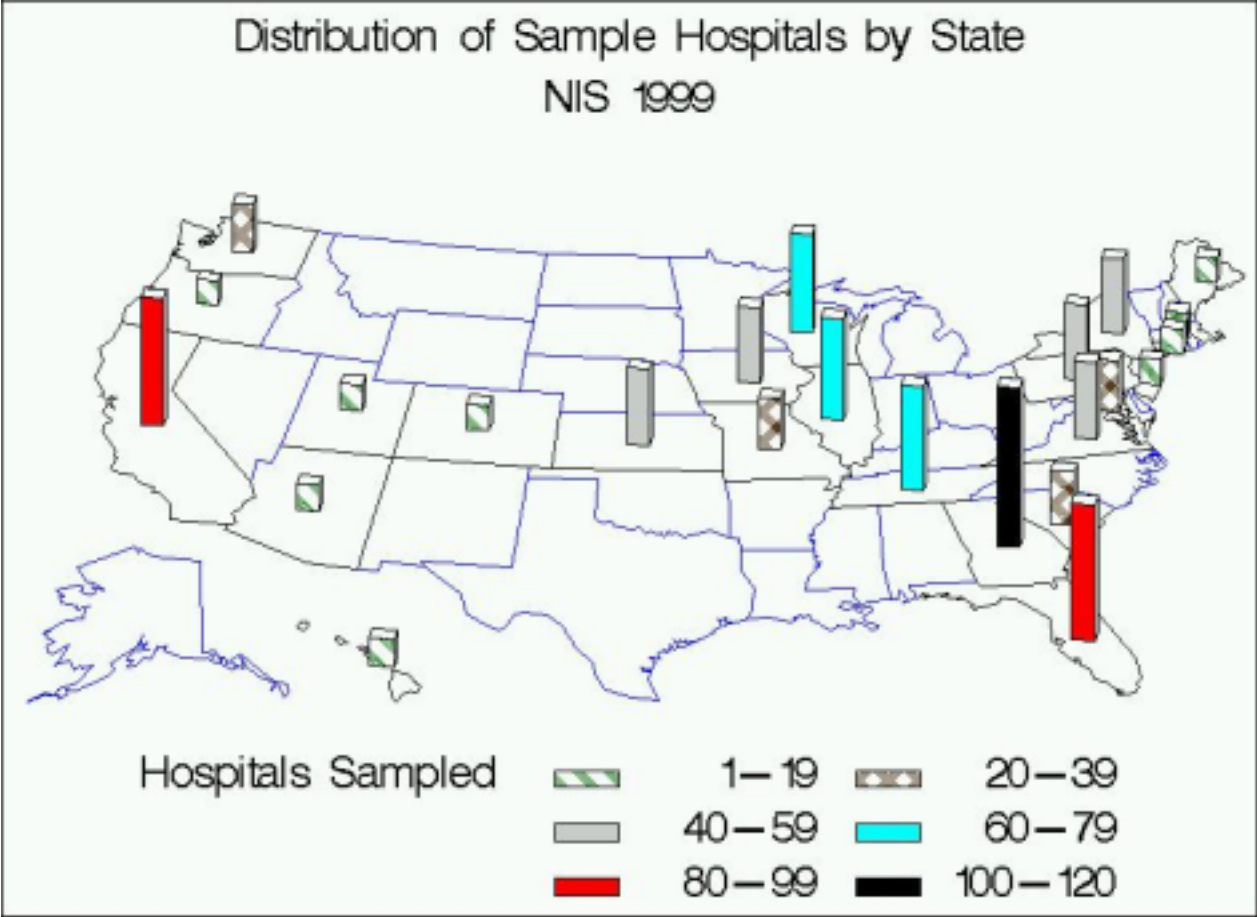 Distribution of Sample Hospitals by State
NIS 1999
Hospitals Sampled 1–19 20–39
40–59 60–79
80–99 100–120